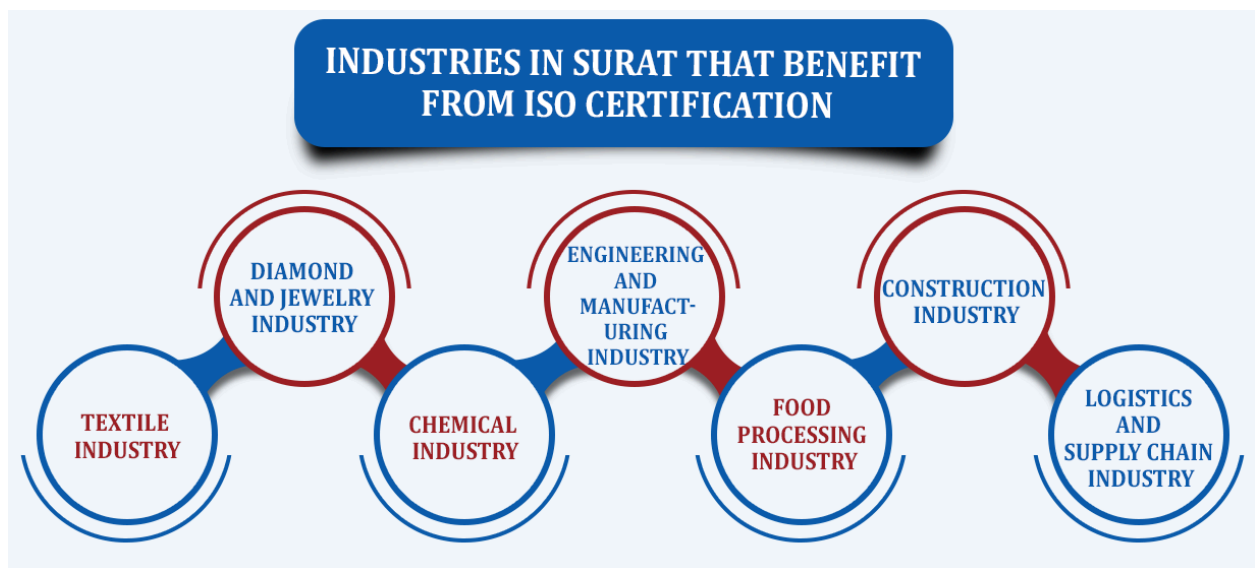 INDUSTRIES IN SURAT THAT BENEFIT
FROM ISO CERTIFICATION
TEXTILE
INDUSTRY
DIAMOND
AND JEWELRY
INDUSTRY
CHEMICAL
INDUSTRY
ENGINEERING
AND
MANUFACT-
URING
INDUSTRY
FOOD
PROCESSING
INDUSTRY
CONSTRUCTION
INDUSTRY
LOGISTICS
AND
SUPPLY CHAIN
INDUSTRY